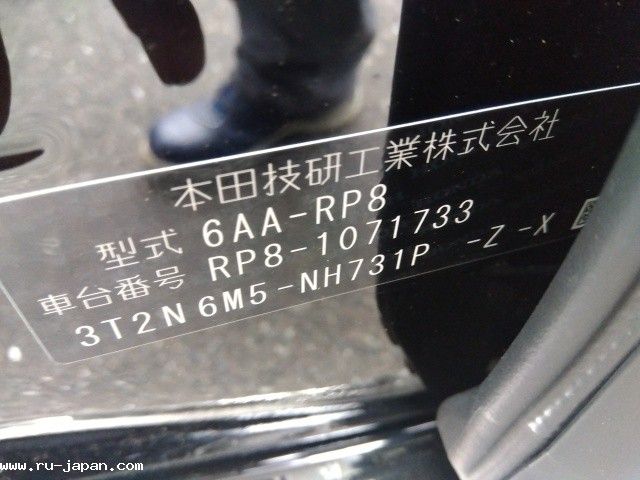 本田技研工業株式会社
型式 6AA-RP8
車台番号 RP8-1071733
3T2N 6M5-NH731P -Z -X
www.ru-japan.com